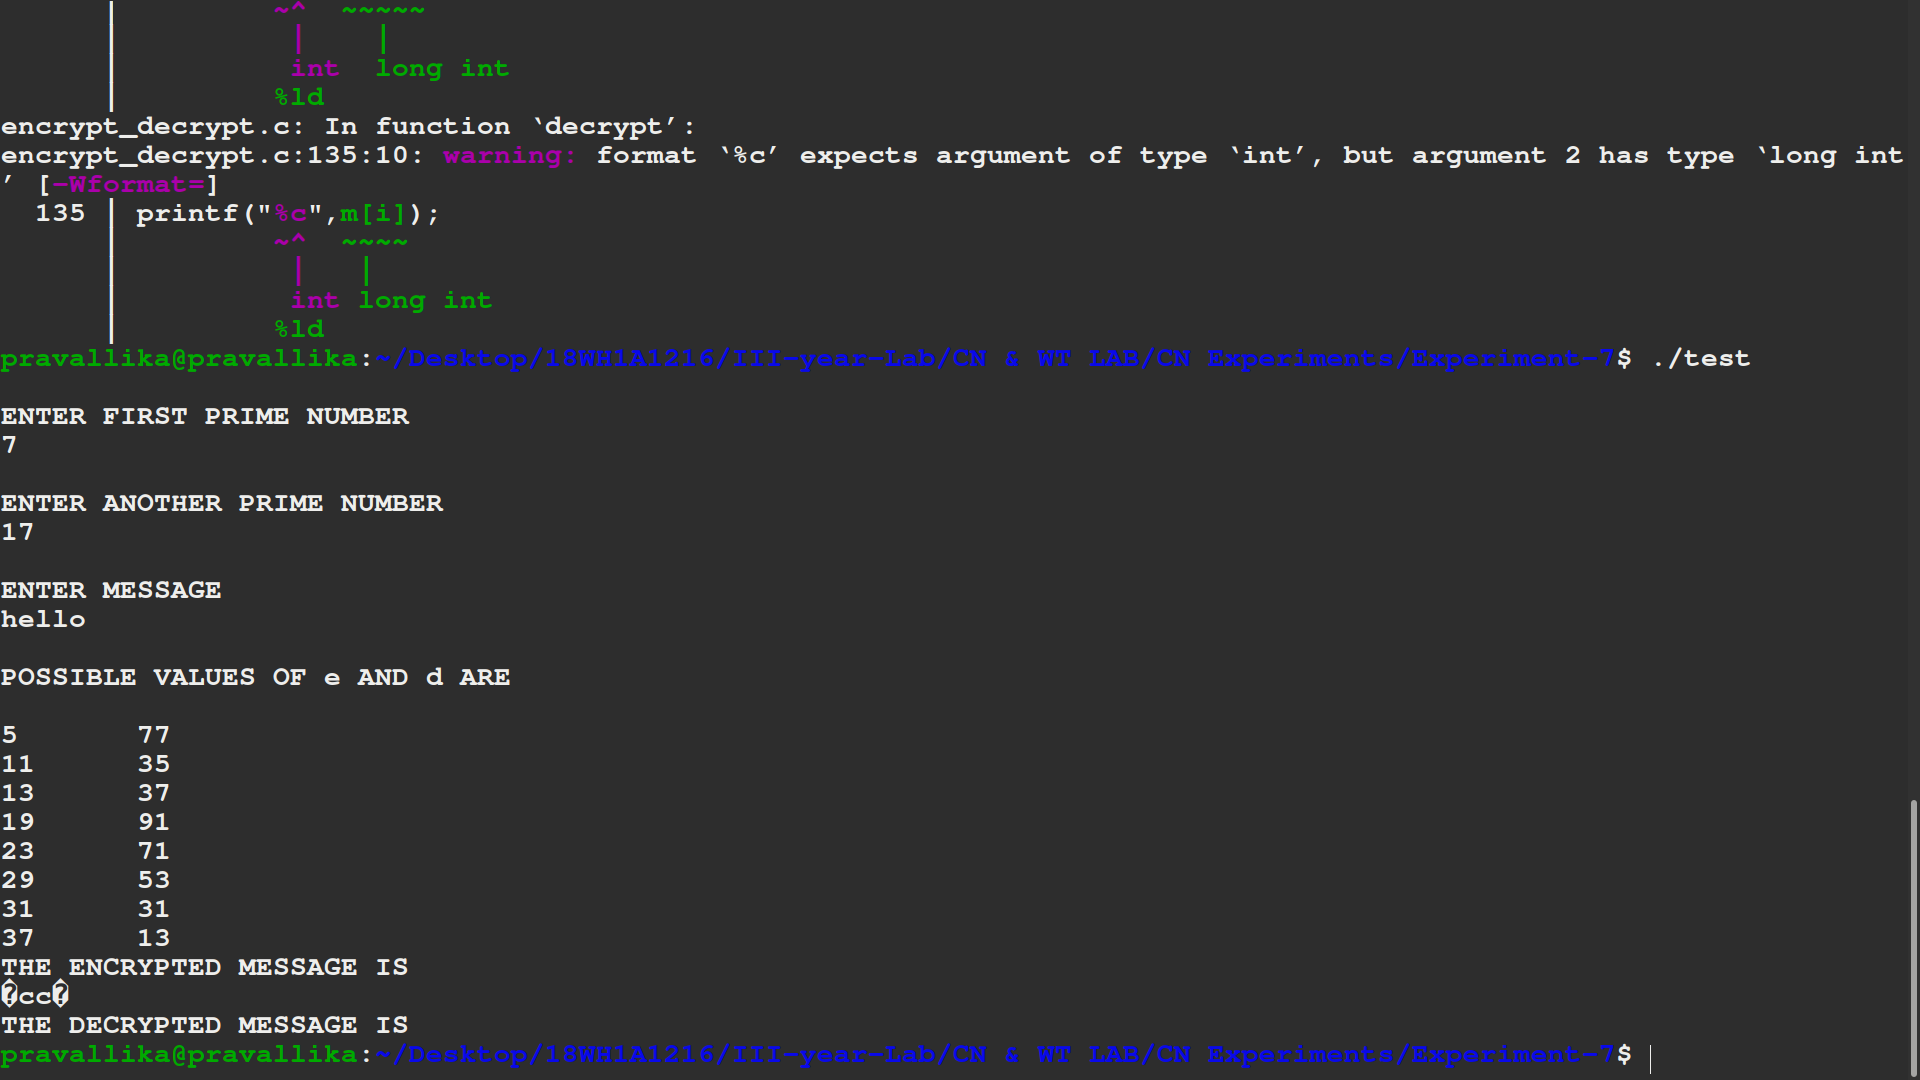 ~^  ~~~~~
|    |
int  long int
%ld
encrypt_decrypt.c: In function ‘decrypt’:
encrypt_decrypt.c:135:10: warning: format ‘%c’ expects argument of type ‘int’, but argument 2 has type ‘long int
’ [-Wformat=]
  135 | printf("%c",m[i]);
      |         ~^  ~~~~
      |          |   |
      |          int long int
      |         %ld
pravallika@pravallika:~/Desktop/18WH1A1216/III-year-Lab/CN & WT LAB/CN Experiments/Experiment-7$ ./test
ENTER FIRST PRIME NUMBER
7
ENTER ANOTHER PRIME NUMBER
17
ENTER MESSAGE
hello
POSSIBLE VALUES OF e AND d ARE
5       77
11      35
13      37
19      91
23      71
29      53
31      31
37      13
THE ENCRYPTED MESSAGE IS
�cc�
THE DECRYPTED MESSAGE IS
pravallika@pravallika:~/Desktop/18WH1A1216/III-year-Lab/CN & WT LAB/CN Experiments/Experiment-7$